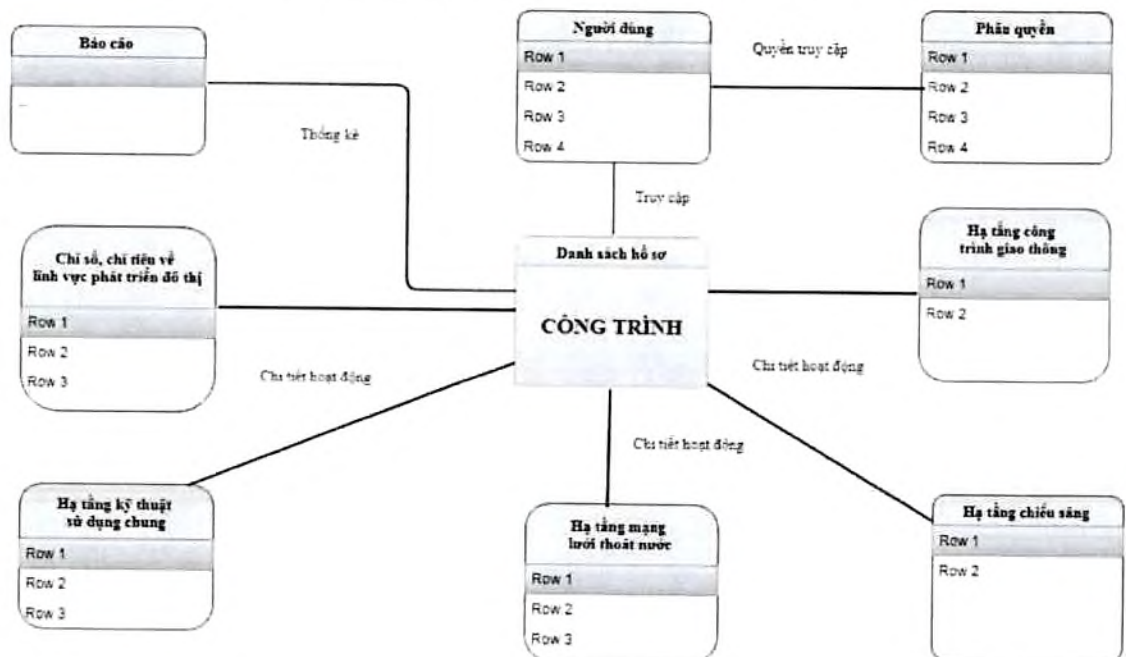 Báo cáo
Người dùng
Row 1
Row 2
Row 3
Row 4
Quyền truy cập
Phân quyền
Row 1
Row 2
Row 3
Row 4
Thống kê
Truy cập
Chỉ số, chỉ tiêu về
lĩnh vực phát triển đô thị
Row 1
Row 2
Row 3
Danh sách hồ sơ
CÔNG TRÌNH
Hạ tầng công
trình giao thông
Row 1
Row 2
Chi tiết hoạt động
Chi tiết hoạt động
Chi tiết hoạt động
Hạ tầng kỹ thuật
sử dụng chung
Row 1
Row 2
Row 3
Hạ tầng mạng
lưới thoát nước
Row 1
Row 2
Row 3
Hạ tầng chiếu sáng
Row 1
Row 2